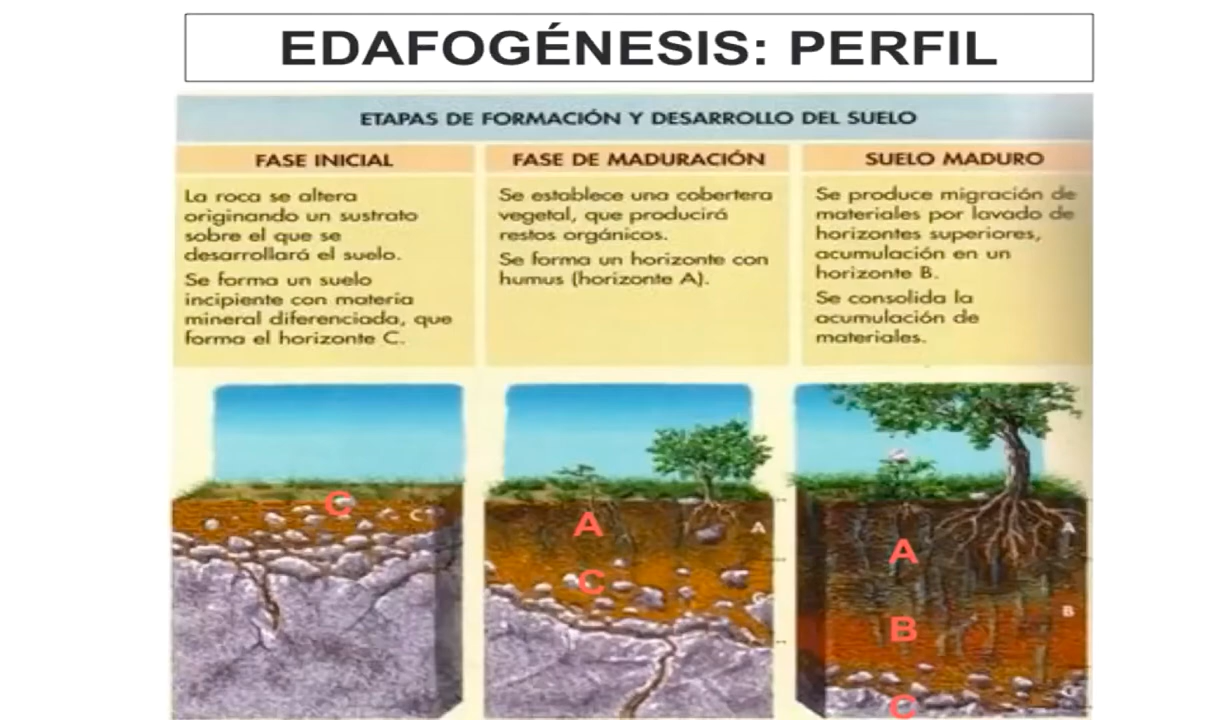 EDAFOGÉNESIS: PERFIL
ETAPAS DE FORMACIÓN Y DESARROLLO DEL SUELO
FASE INICIAL
La roca se altera
originando un sustrato
sobre el que se
desarrollará el suelo.
Se forma un suelo
incipiente con materia
mineral diferenciada, que
forma el horizonte C.
FASE DE MADURACIÓN
Se establece una cobertera
vegetal, que producirá
restos orgánicos.
Se forma un horizonte con
humus (horizonte A).
SUELO MADURO
Se produce migración de
materiales por lavado de
horizontes superiores,
acumulación en un
horizonte B.
Se consolida la
acumulación de
materiales.
C
C
A
A
C
C
A
A
B
B
C
C